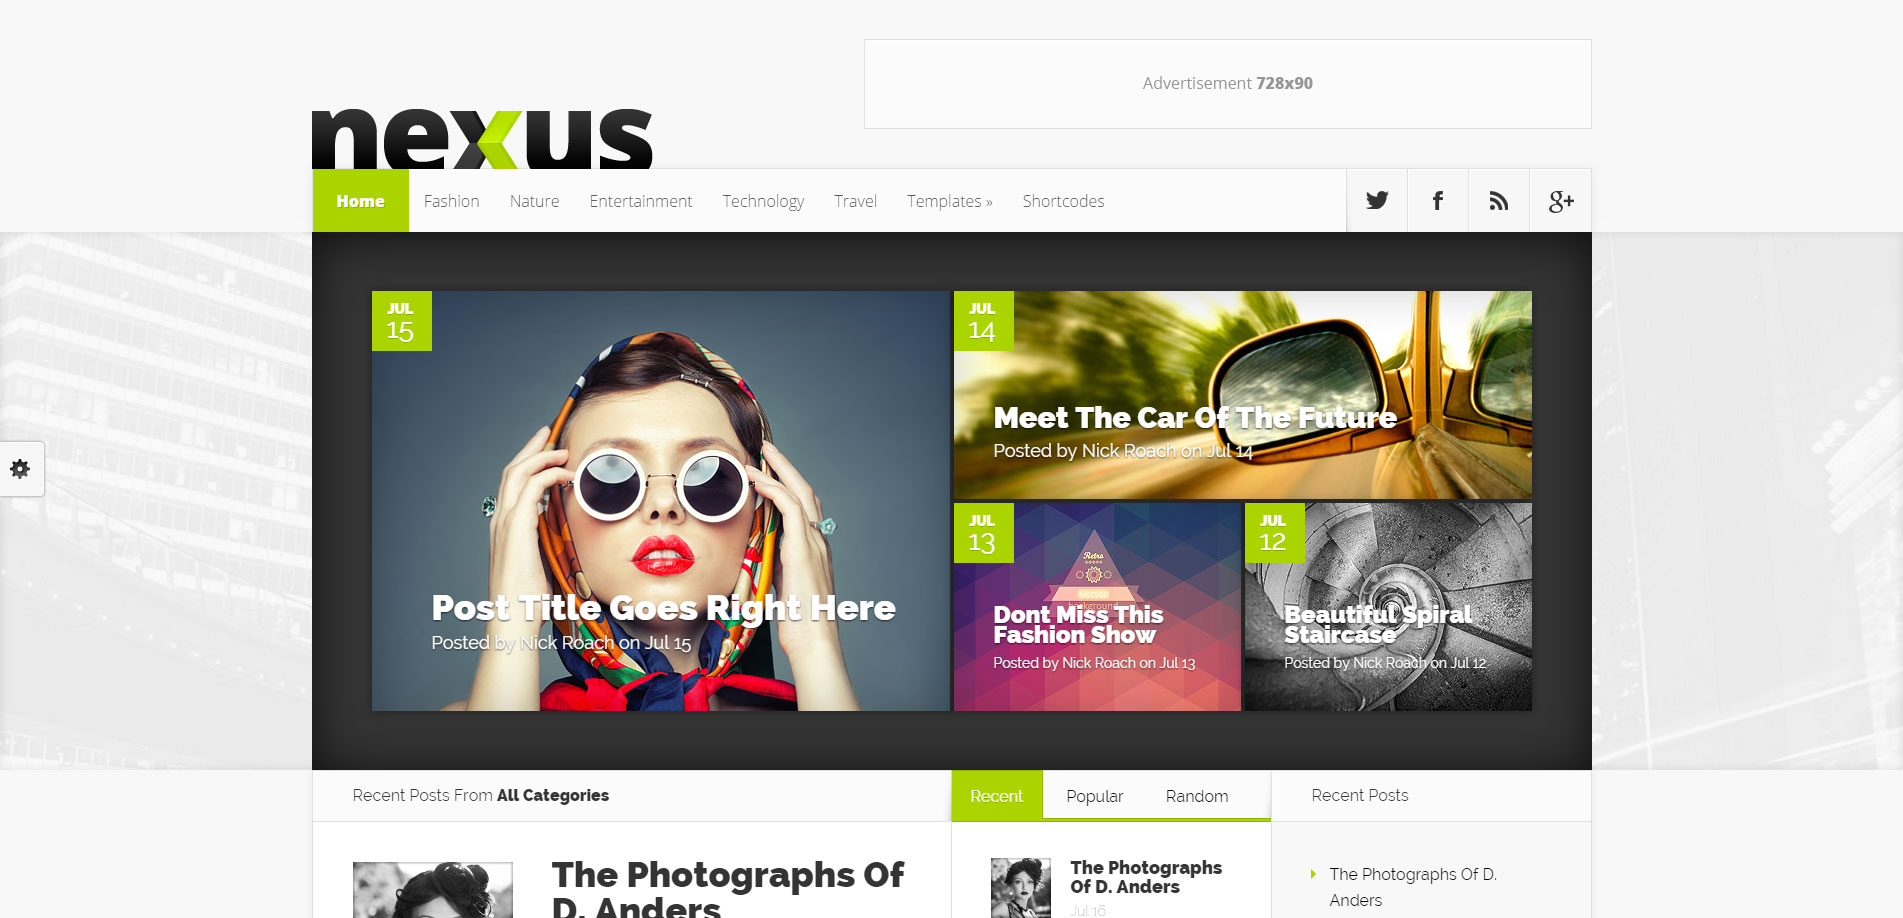 Advertisement 728x90
nexus
Home Fashion Nature Entertainment Technology Travel Templates » Shortcodes
g+
JUL
15
Post Title Goes Right Here
Posted by Nick Roach on Jul 15
JUL
14
Meet The Car Of The Future
Posted by Nick Roach on Jul 14
JUL
13
Retro
Vector
background
Dont Miss This
Fashion Show
Posted by Nick Roach on Jul 13
JUL
12
Beautiful Spiral
Staircase
Posted by Nick Roach on Jul 12
Recent Posts From All Categories
The Photographs Of
D. Anders
Recent Popular Random
The Photographs
Of D. Anders
Jul 16
Recent Posts
The Photographs Of D.
Anders